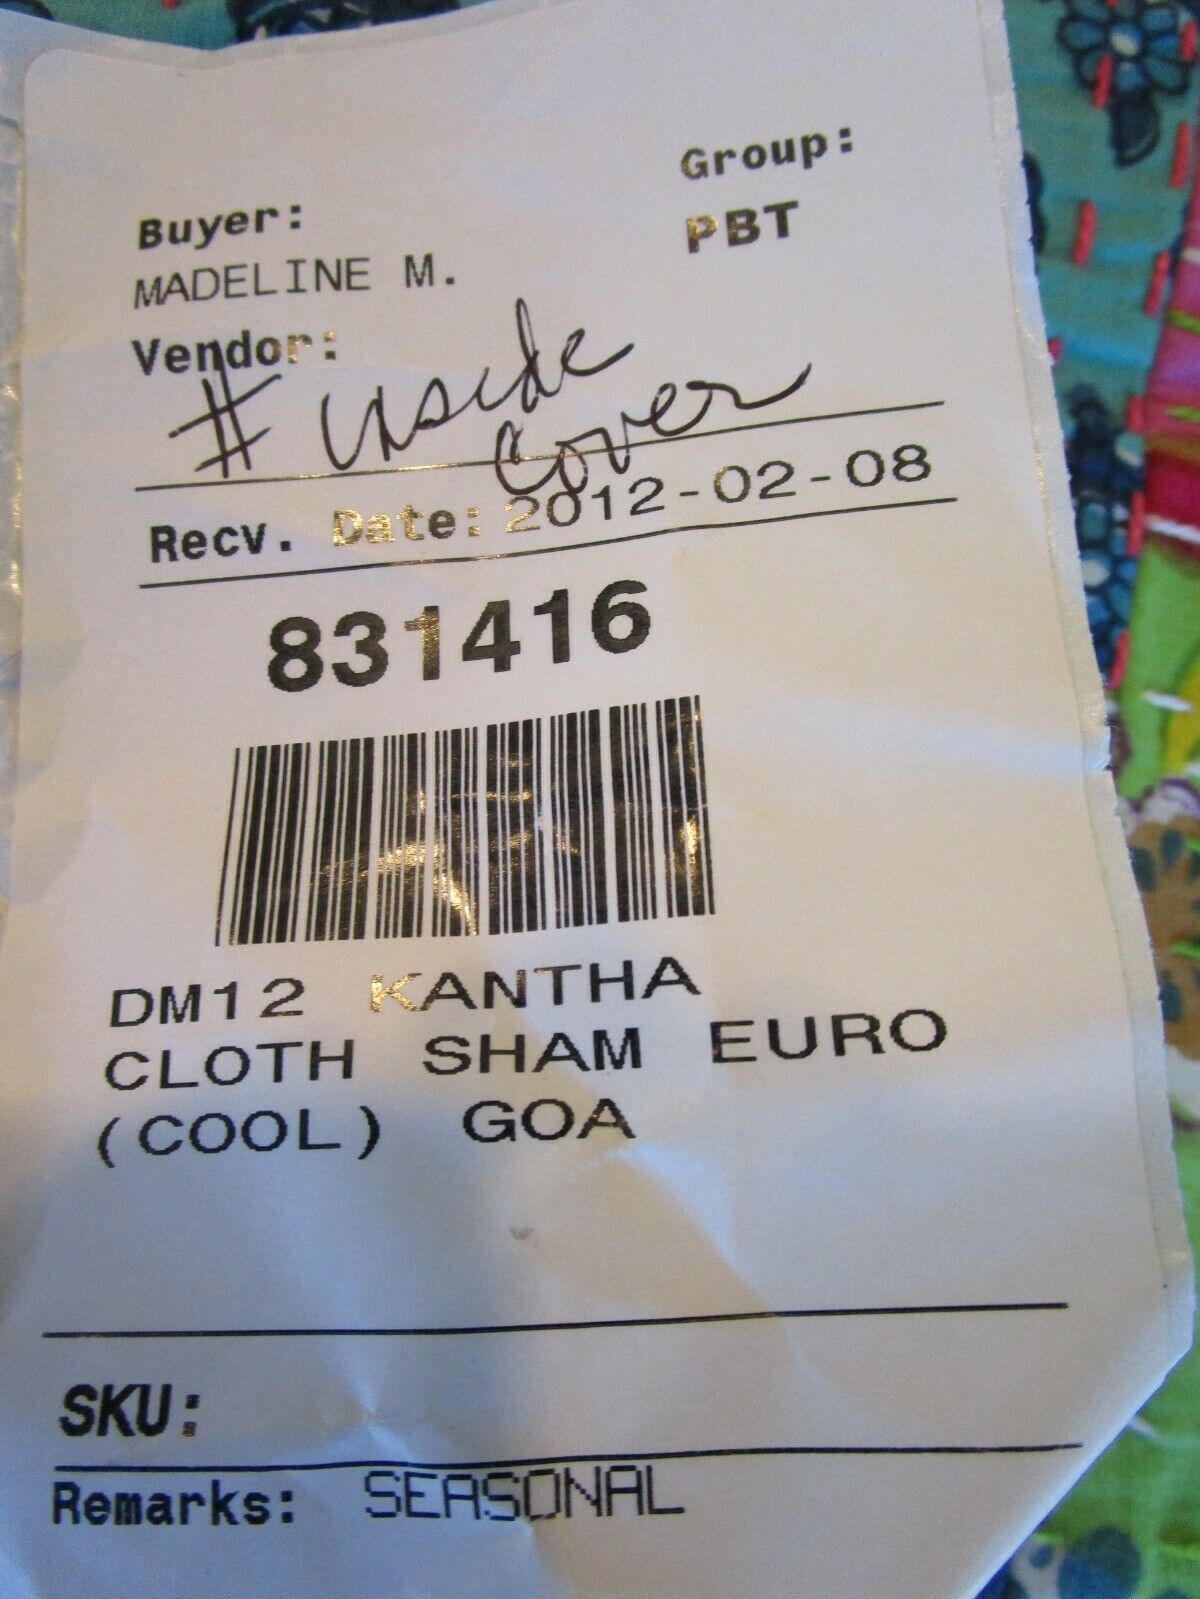 Group:
PBT
Buyer:
MADELINE M.
Vendor:
# inside
cover
Recv. Date: 2012-02-08
831416
DM12 KANTHA
CLOTH SHAM EURO
(COOL) GOA
SKU:
Remarks: SEASONAL